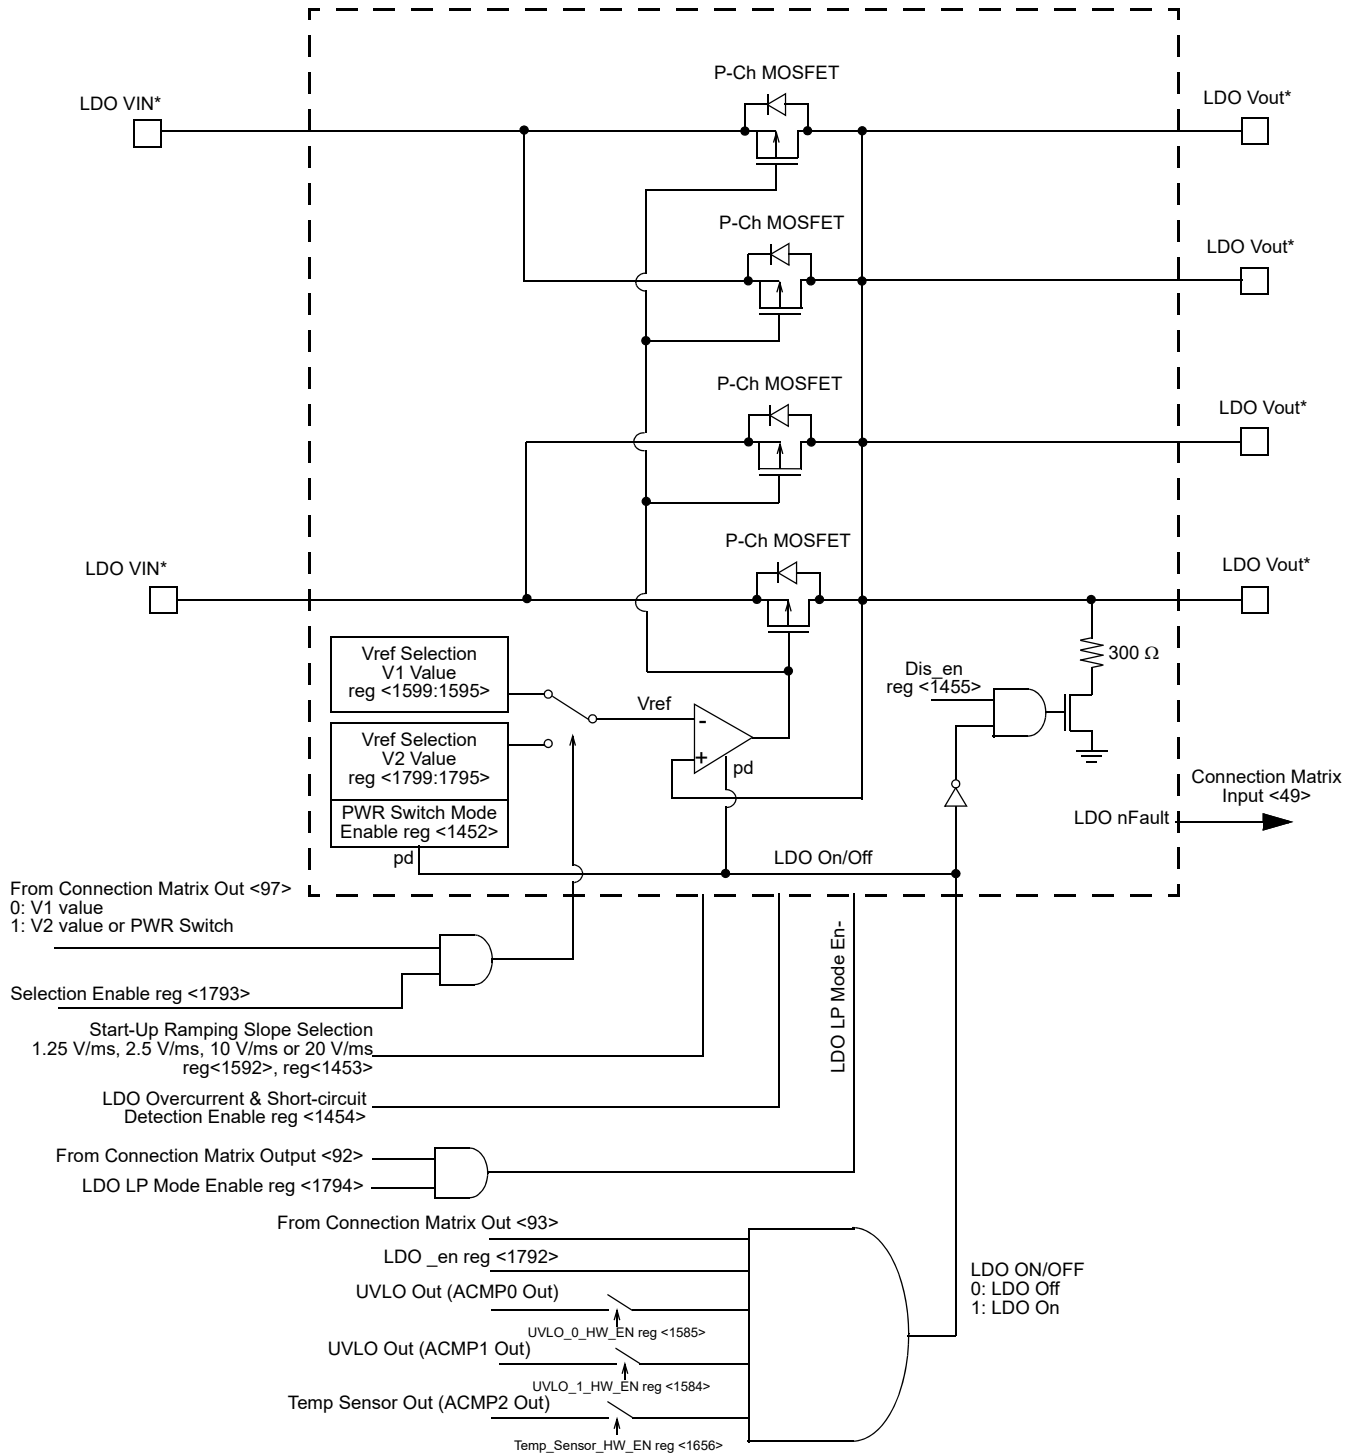 P-Ch MOSFET
LDO VIN*
LDO Vout*
P-Ch MOSFET
LDO Vout*
P-Ch MOSFET
LDO Vout*
P-Ch MOSFET
LDO VIN*
LDO Vout*
Vref Selection
V1 Value
reg <1599:1595>
300 Ω
Dis_en
reg <1455>
Vref
-
+
pd
Vref Selection
V2 Value
reg <1799:1795>
PWR Switch Mode
Enable reg <1452>
pd
Connection Matrix
Input <49>
LDO nFault
LDO On/Off
From Connection Matrix Out <97>
0: V1 value
1: V2 value or PWR Switch
Selection Enable reg <1793>
LDO LP Mode En-
Start-Up Ramping Slope Selection
1.25 V/ms, 2.5 V/ms, 10 V/ms or 20 V/ms
reg<1592>, reg<1453>
LDO Overcurrent & Short-circuit
Detection Enable reg <1454>
From Connection Matrix Output <92>
LDO LP Mode Enable reg <1794>
From Connection Matrix Out <93>
LDO _en reg <1792>
UVLO Out (ACMP0 Out)
UVLO_0_HW_EN reg <1585>
UVLO Out (ACMP1 Out)
UVLO_1_HW_EN reg <1584>
Temp Sensor Out (ACMP2 Out)
Temp_Sensor_HW_EN reg <1656>
LDO ON/OFF
0: LDO Off
1: LDO On